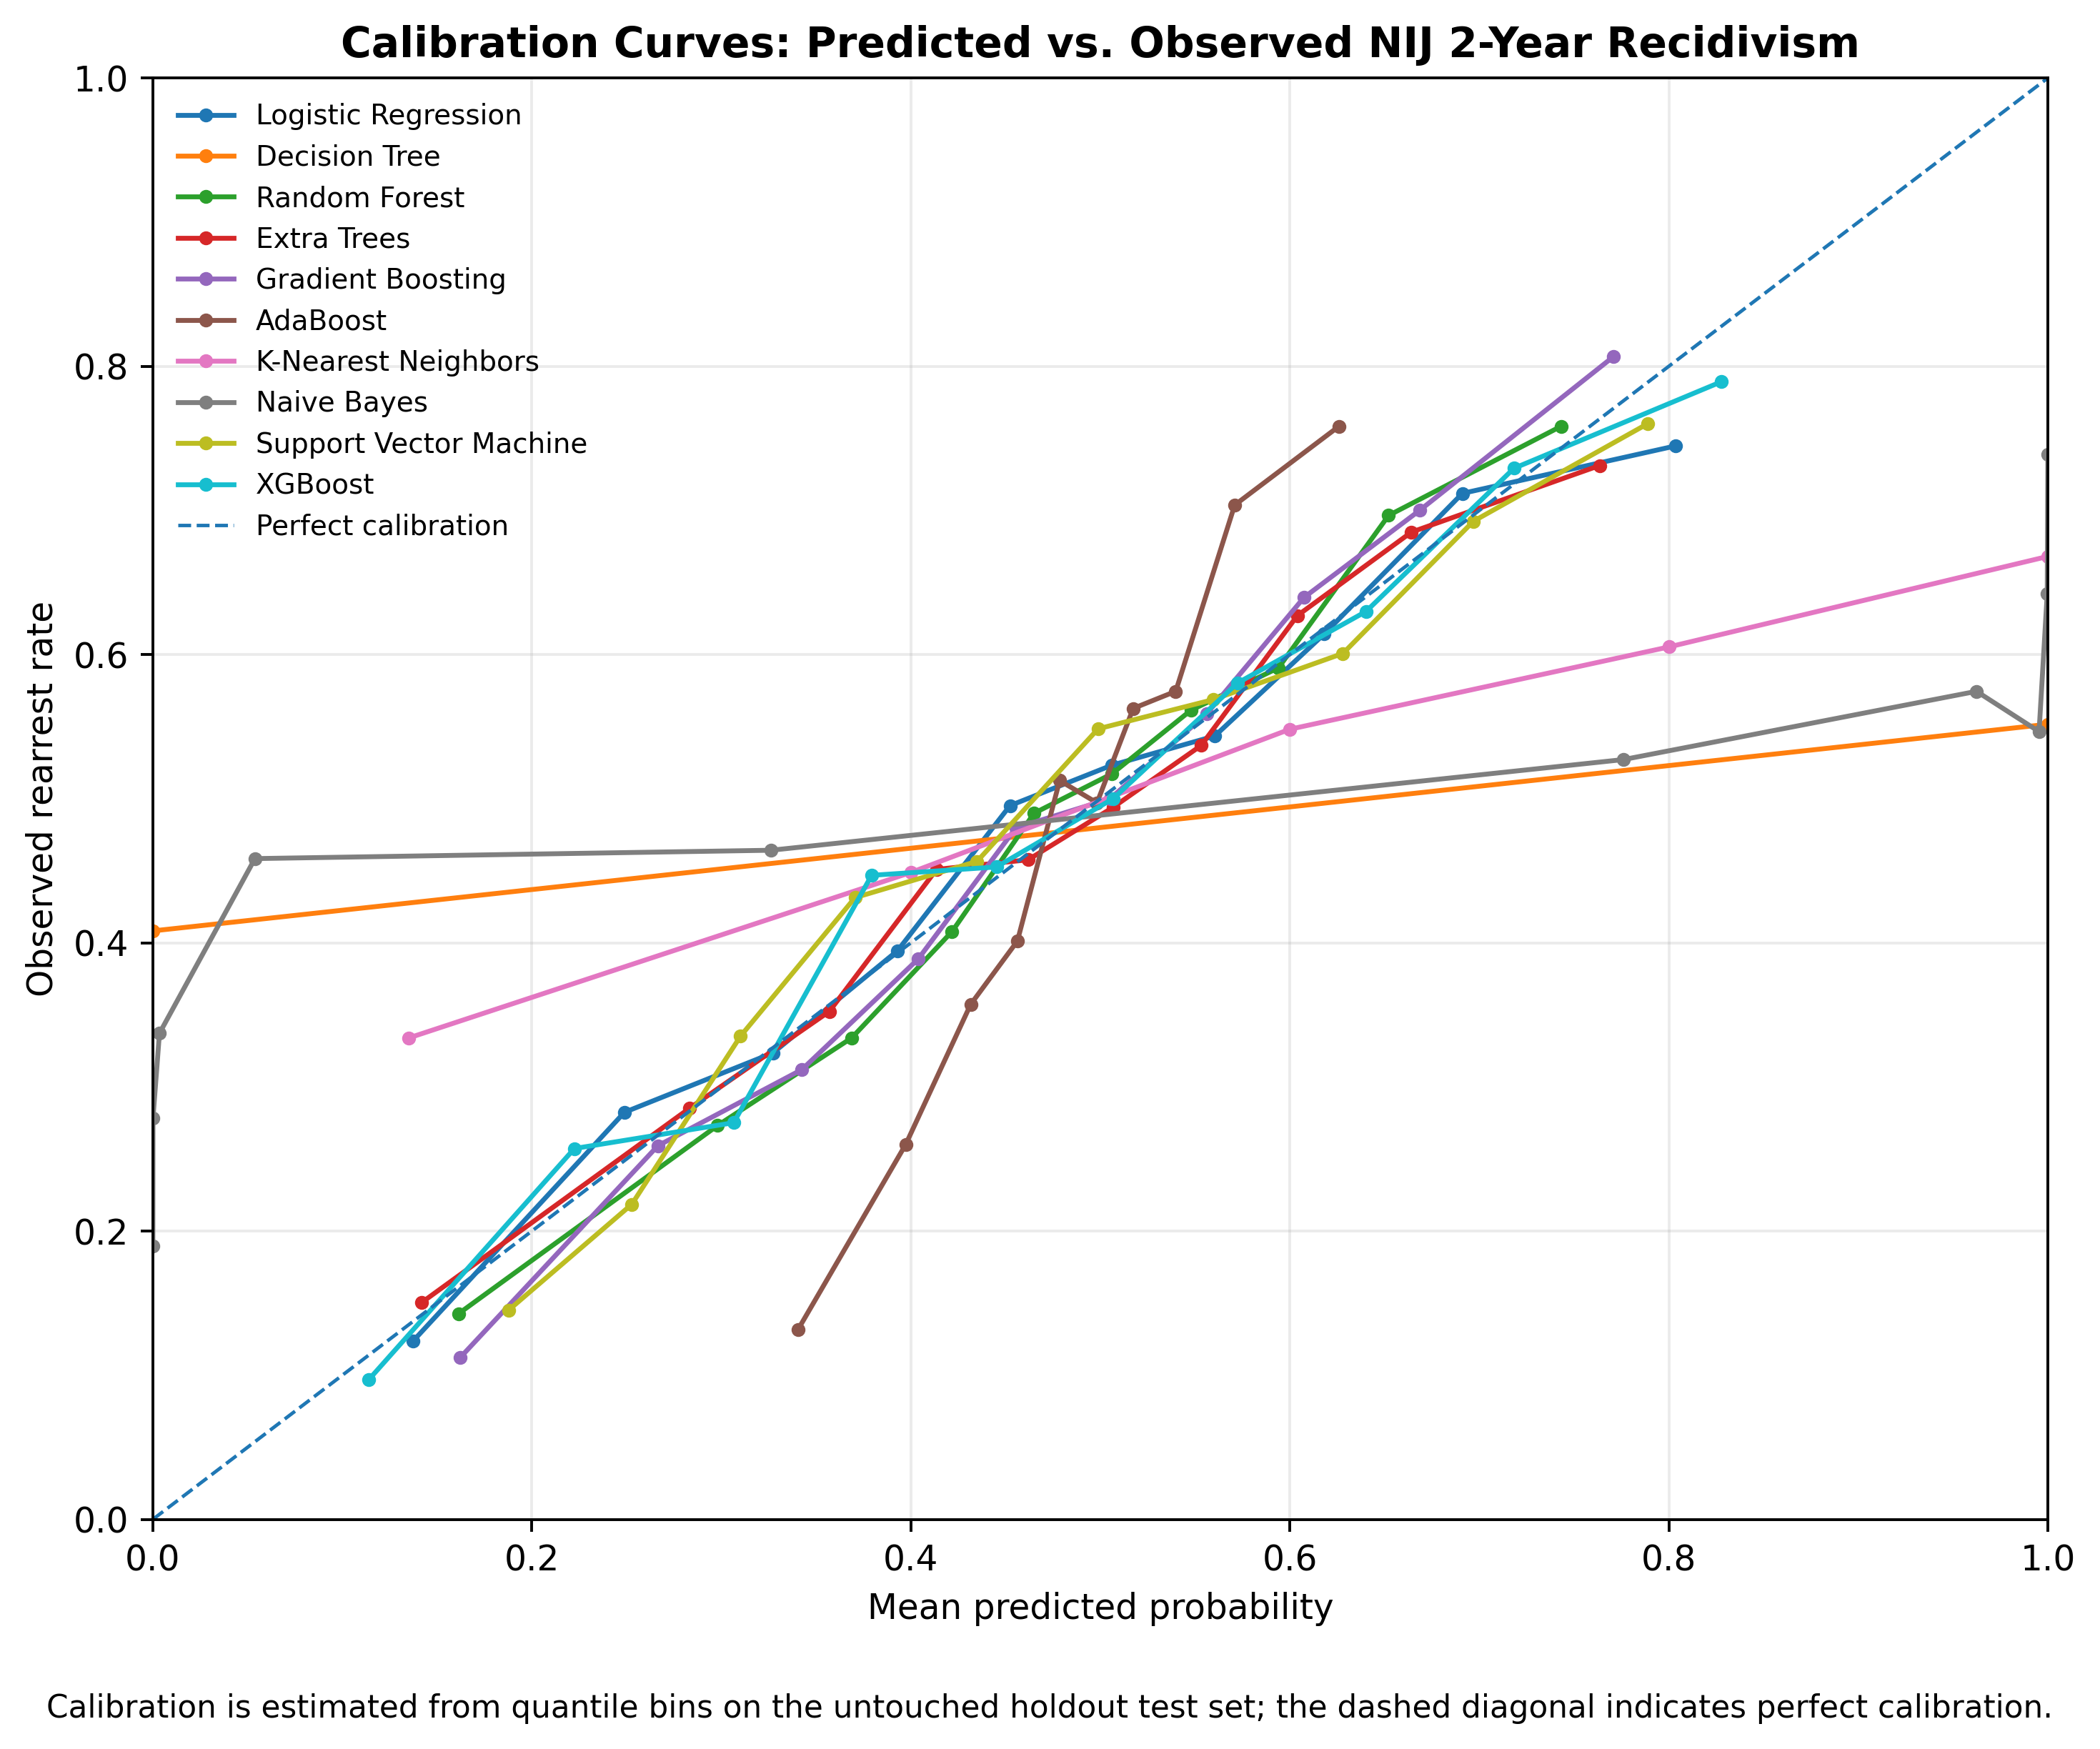 Calibration Curves: Predicted vs. Observed NIJ 2-Year Recidivism
1.0
0.8
0.6
0.4
0.2
0.0
Observed rearrest rate
Logistic Regression
Decision Tree
Random Forest
Extra Trees
Gradient Boosting
AdaBoost
K-Nearest Neighbors
Naive Bayes
Support Vector Machine
XGBoost
Perfect calibration
0.0 0.2 0.4 0.6 0.8 1.0
Mean predicted probability
Calibration is estimated from quantile bins on the untouched holdout test set; the dashed diagonal indicates perfect calibration.